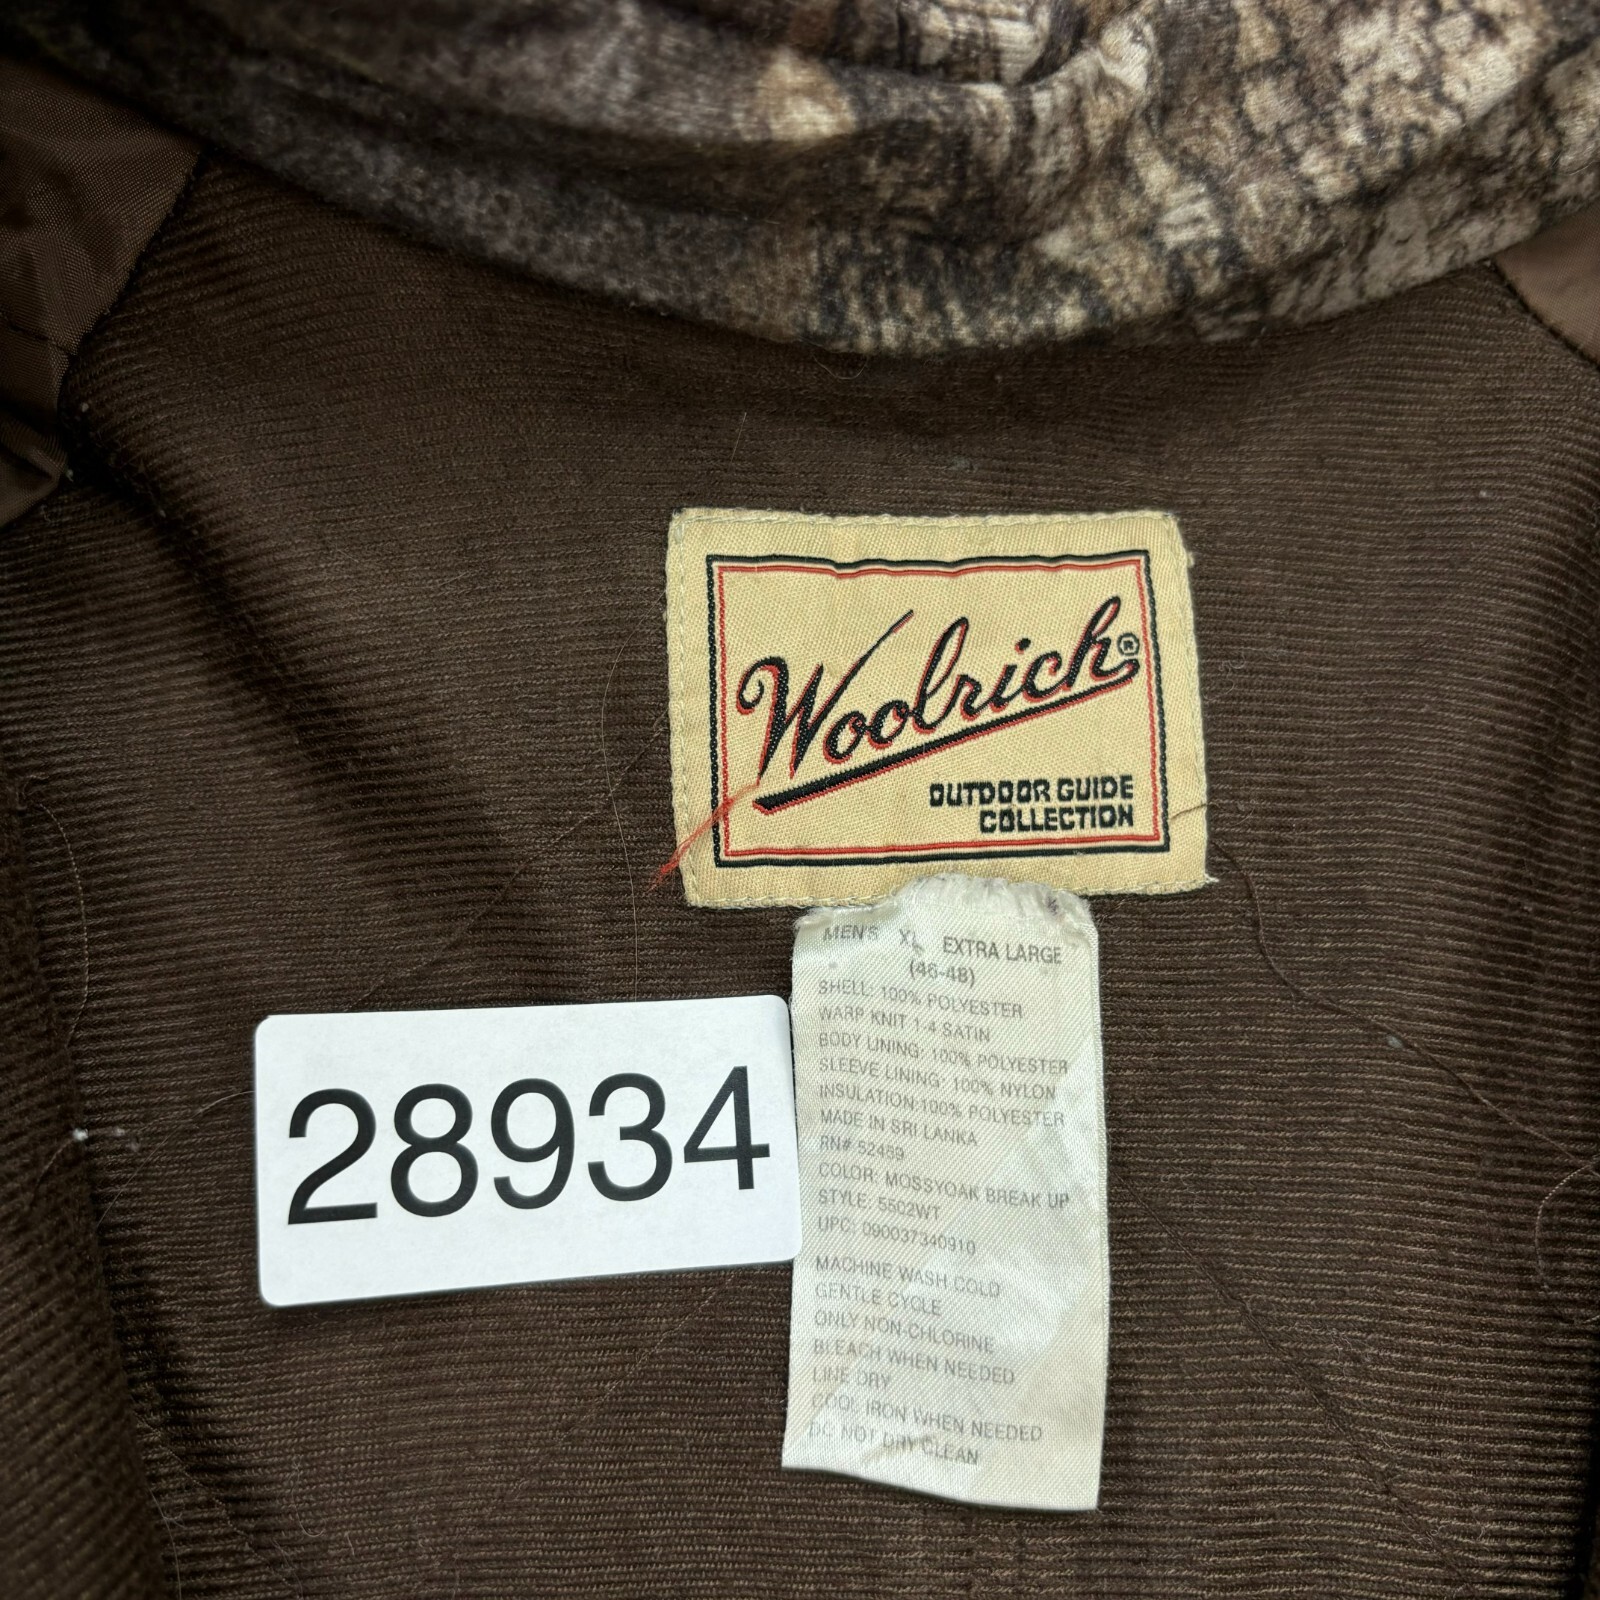 Woolrich®
OUTDOOR GUIDE
COLLECTION
MEN'S XL EXTRA LARGE
(46-48)
SHELL: 100% POLYESTER
WARP KNIT 1-4 SATIN
BODY LINING: 100% POLYESTER
SLEEVE LINING: 100% NYLON
INSULATION:100% POLYESTER
MADE IN SRI LANKA
RN# 52489
COLOR: MOSSYOAK BREAK UP
STYLE: 5502WT
UPC: 090037340910
MACHINE WASH COLD
GENTLE CYCLE
ONLY NON-CHLORINE
BLEACH WHEN NEEDED
LINE DRY
COOL IRON WHEN NEEDED
DO NOT DRY CLEAN
28934